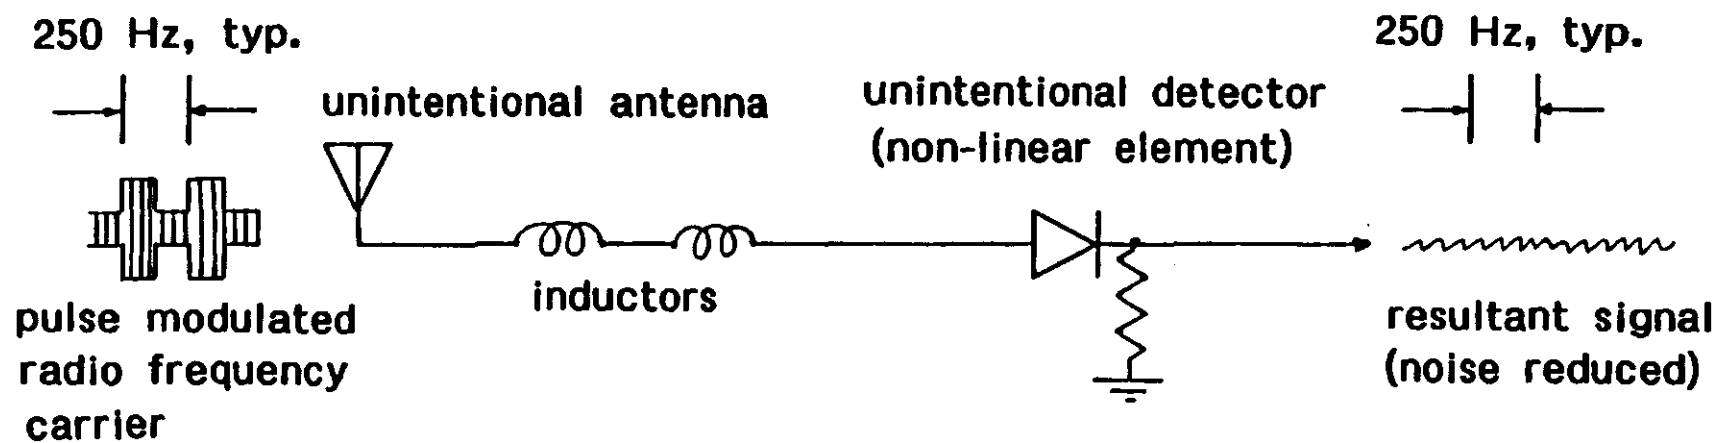 250 Hz, typ.
250 Hz, typ.
unintentional antenna
unintentional detector
(non-linear element)
inductors
pulse modulated
radio frequency
carrier
resultant signal
(noise reduced)